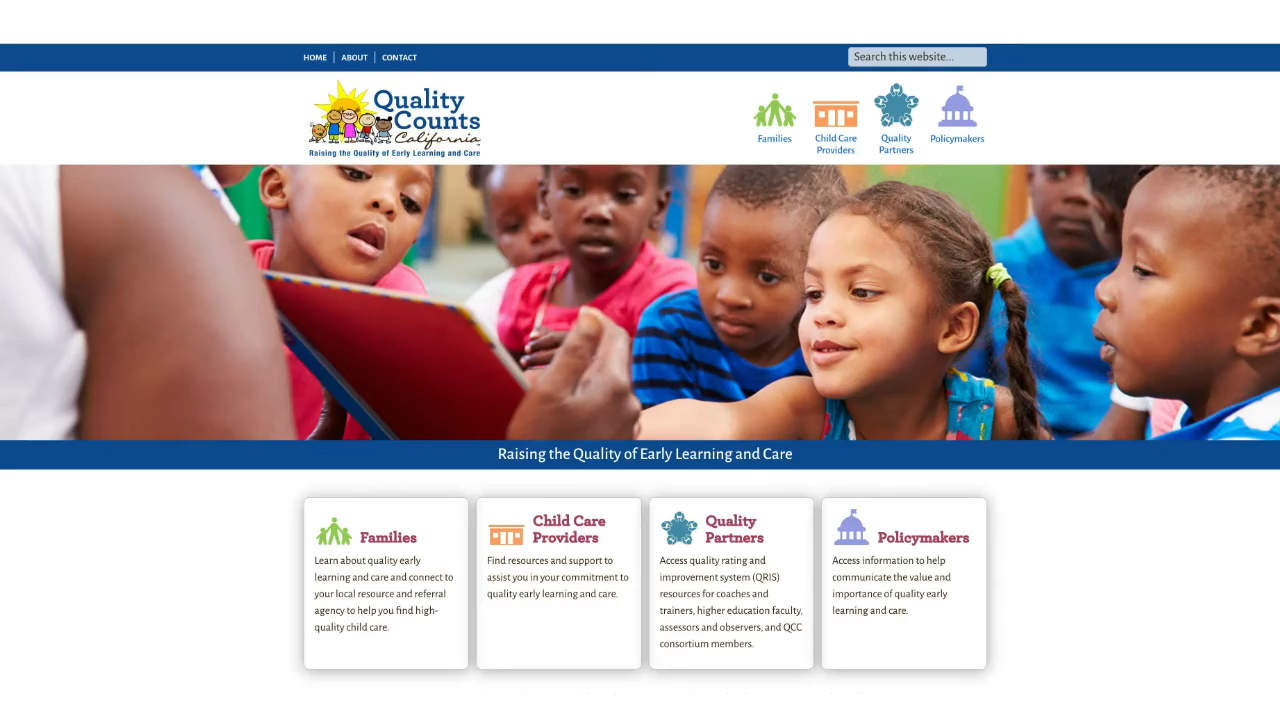 HOME
ABOUT
CONTACT
Search this website...
Quality
Counts
California
Raising the Quality of Early Learning and Care
Families
Child Care
Providers
Quality
Partners
Policymakers
Raising the Quality of Early Learning and Care
Families
Learn about quality early
learning and care and connect to
your local resource and referral
agency to help you find high-
quality child care.
Child Care
Providers
Find resources and support to
assist you in your commitment to
quality early learning and care.
Quality
Partners
Access quality rating and
improvement system (QRIS)
resources for coaches and
trainers, higher education faculty,
assessors and observers, and QCC
consortium members.
Policymakers
Access information to help
communicate the value and
importance of quality early
learning and care.